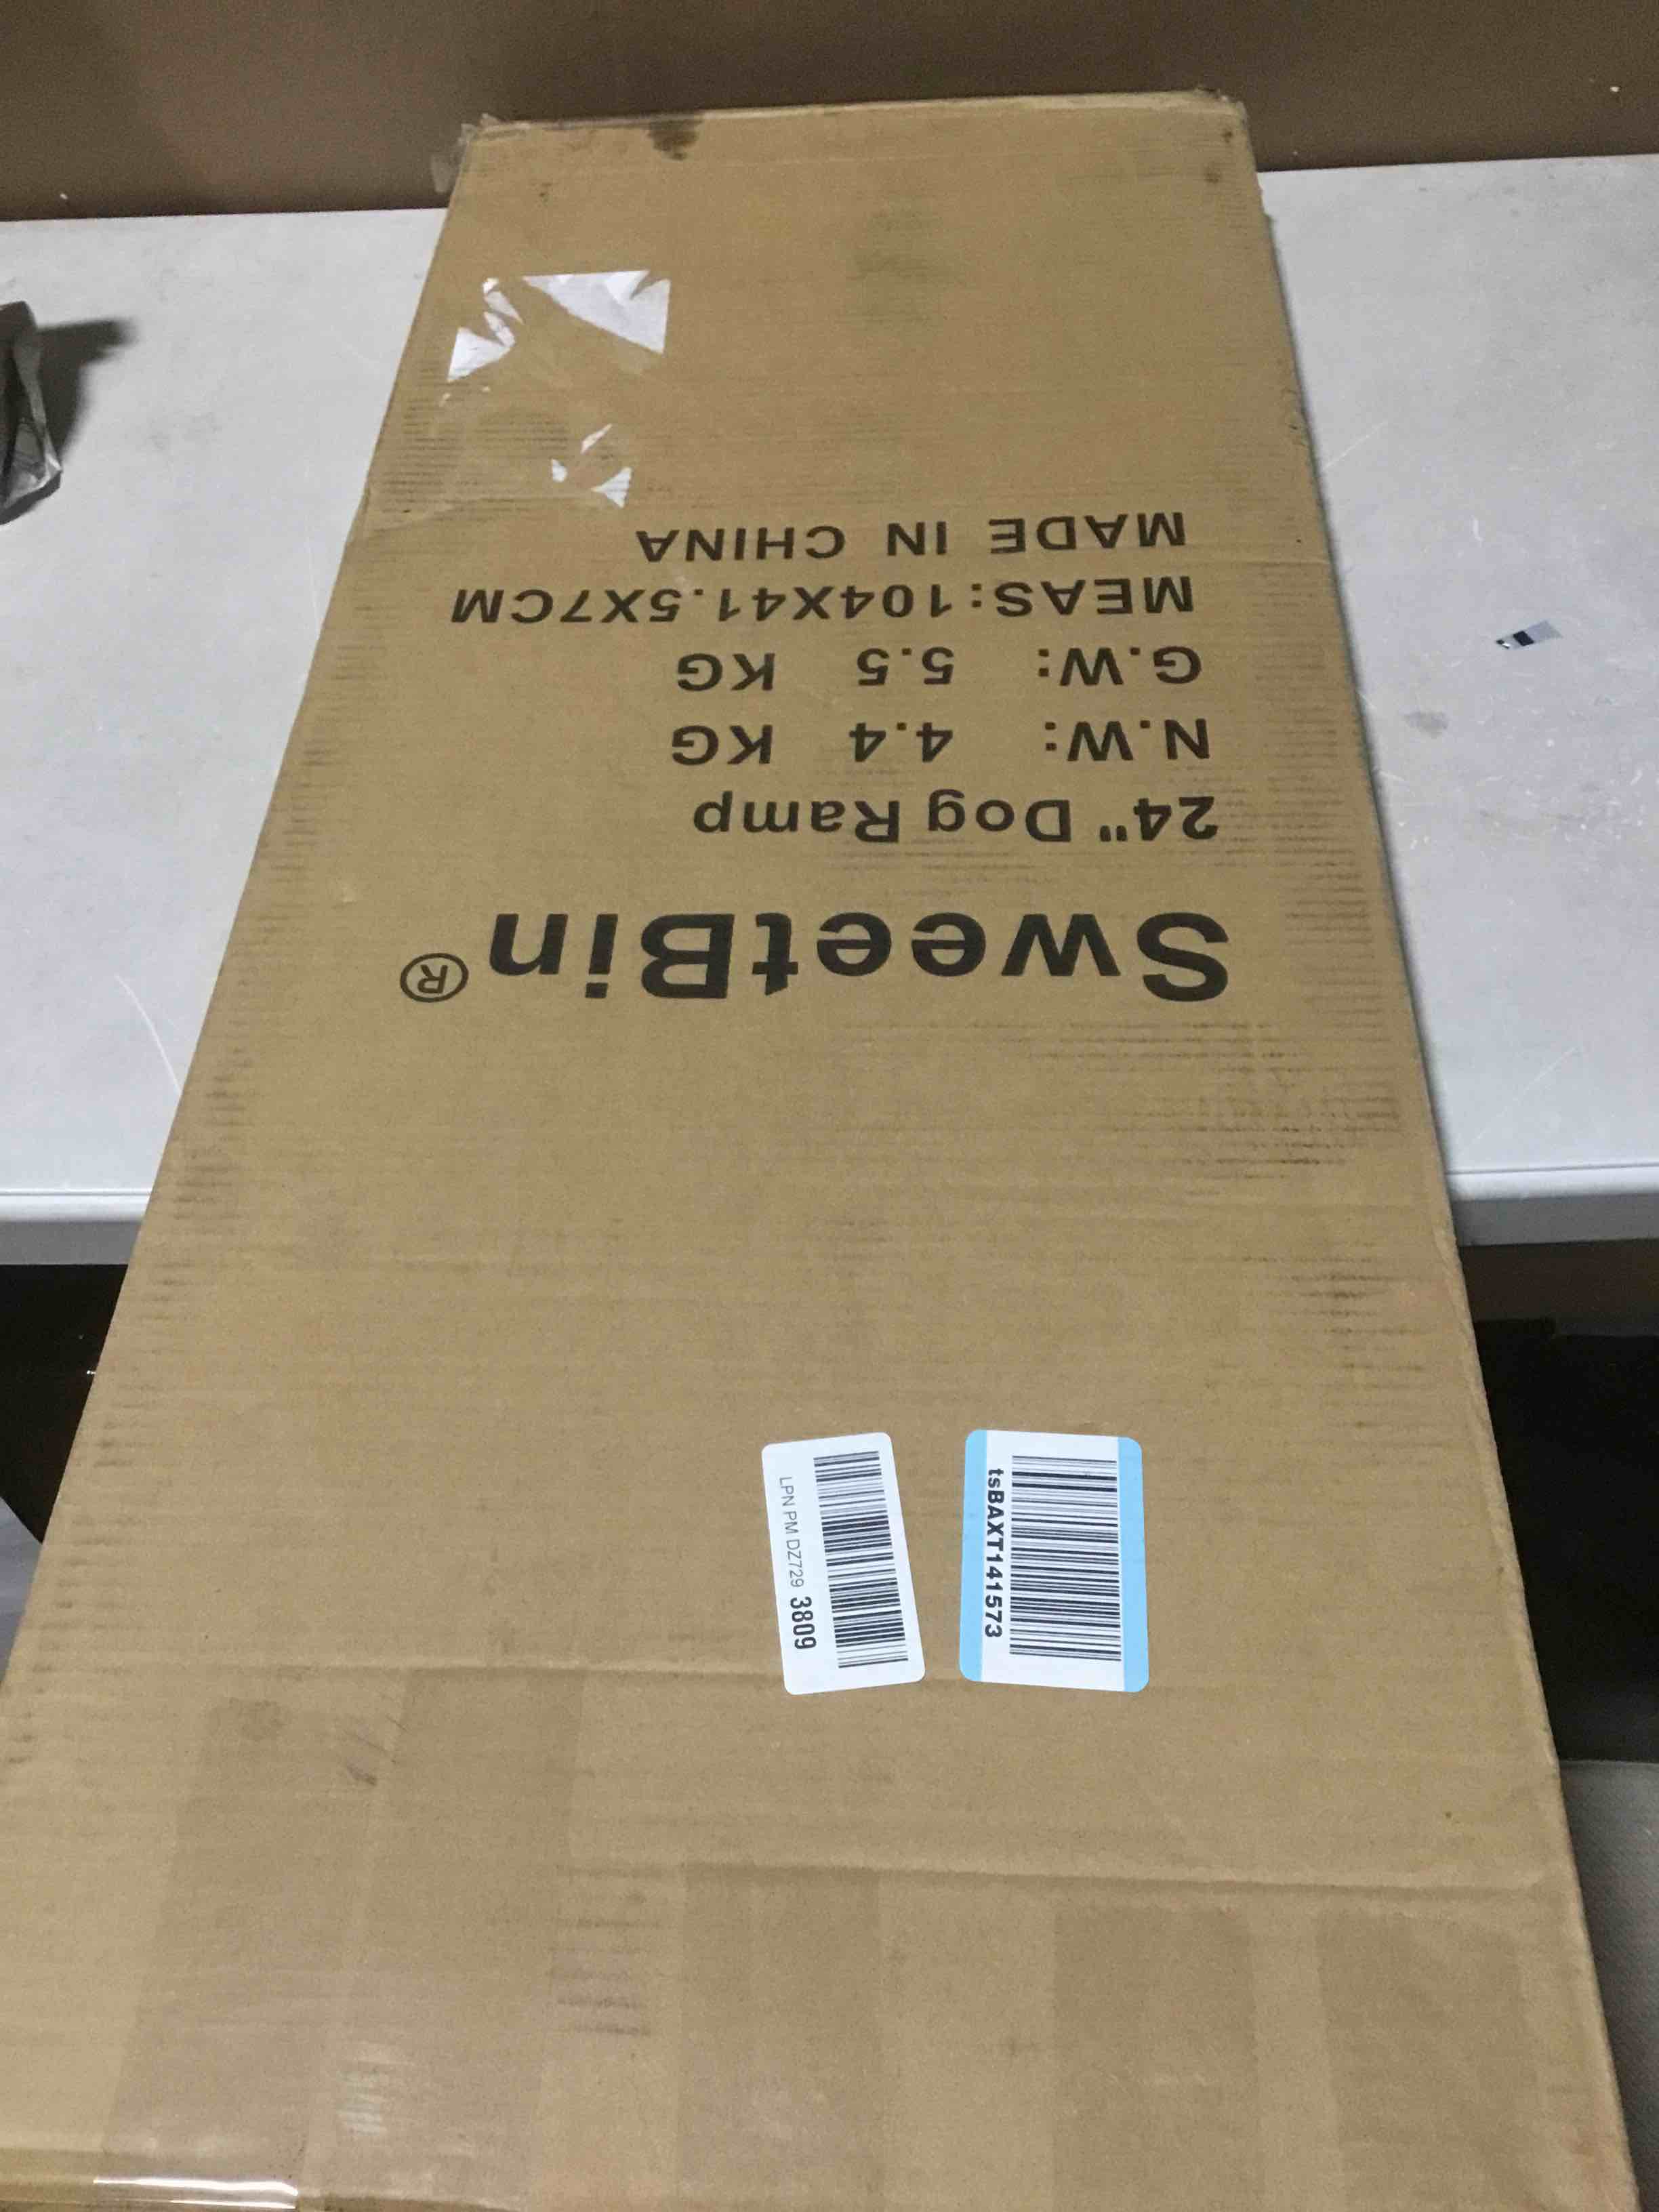 SweetBin®
24" Dog Ramp
N.W: 4.4 KG
G.W: 5.5 KG
MEAS:104X41.5X7CM
MADE IN CHINA
LPN PM DZ729 3809
tsBAXT141573